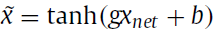 x̃ = tanh(gx_net + b)